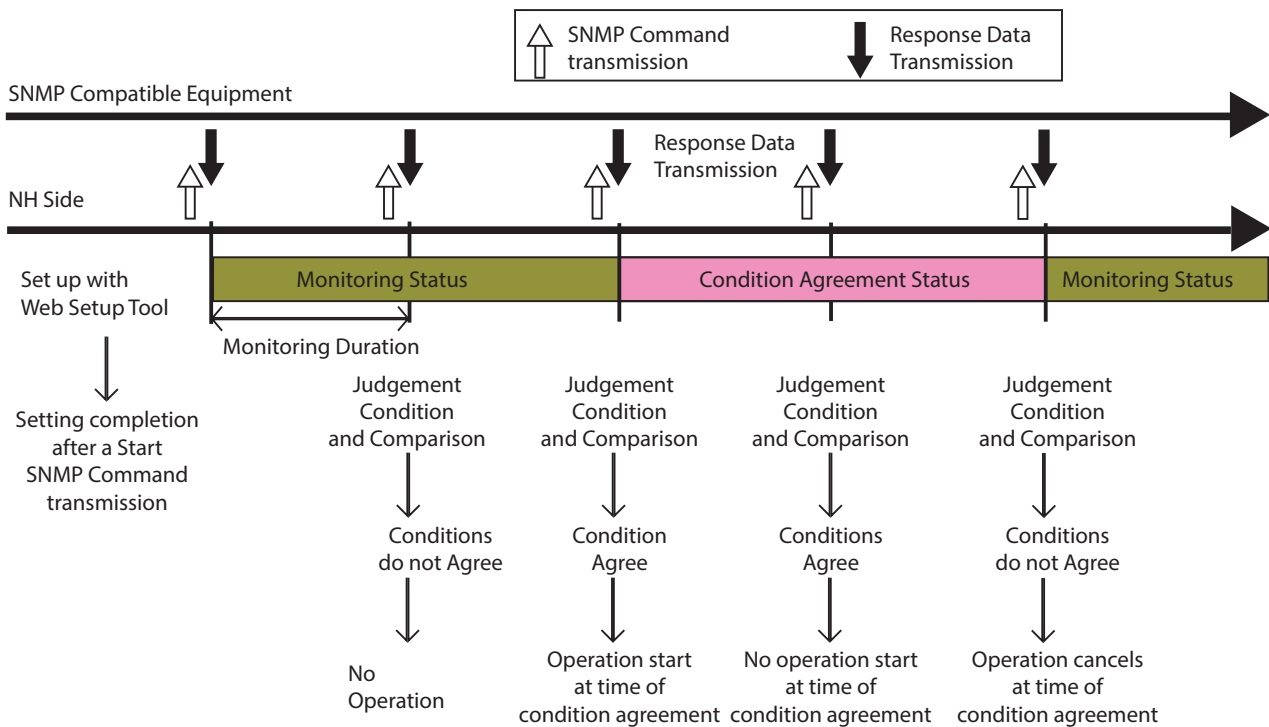 SNMP Command
transmission
Response Data
Transmission
SNMP Compatible Equipment
Response Data
Transmission
NH Side
Set up with
Web Setup Tool
Monitoring Status
Condition Agreement Status
Monitoring Status
Monitoring Duration
Setting completion
after a Start
SNMP Command
transmission
Judgement
Condition
and Comparison
Conditions
do not Agree
No
Operation
Judgement
Condition
and Comparison
Condition
Agree
Operation start
at time of
condition agreement
Judgement
Condition
and Comparison
Conditions
Agree
No operation start
at time of
condition agreement
Judgement
Condition
and Comparison
Conditions
do not Agree
Operation cancels
at time of
condition agreement